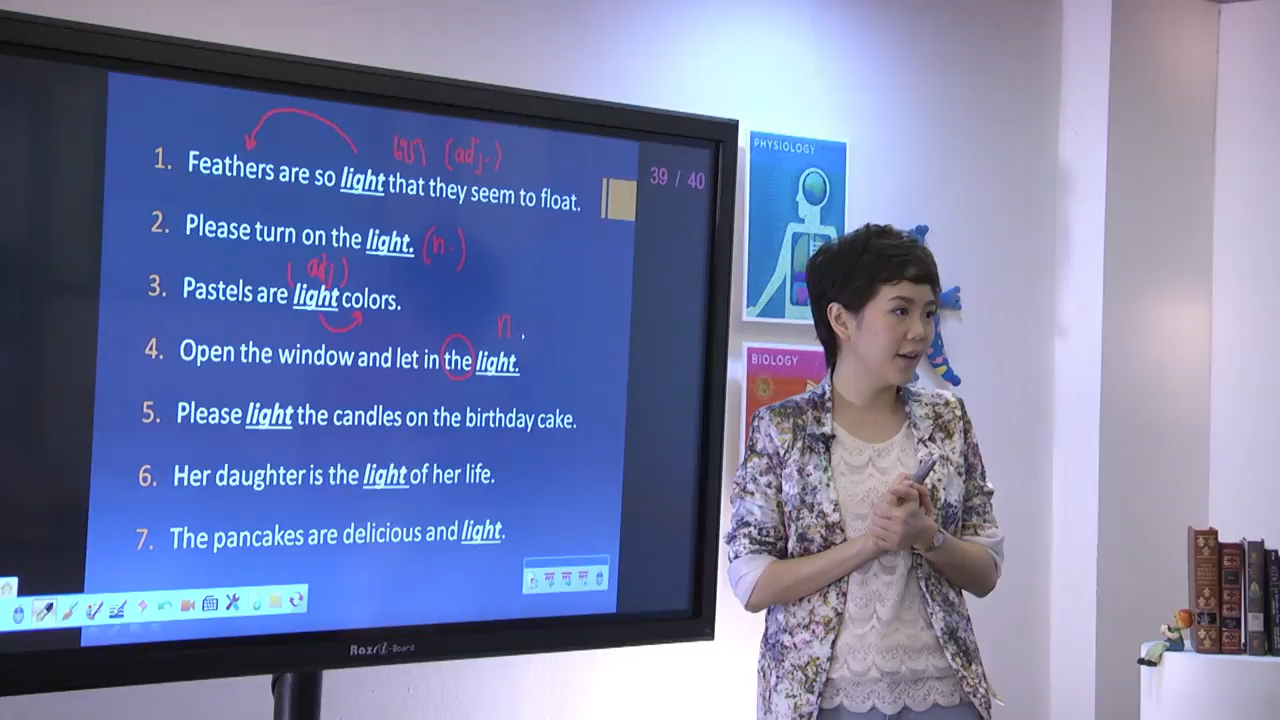 เบา (adj.)
1. Feathers are so light that they seem to float.
39 / 40
2. Please turn on the light. (n.)
(adj)
3. Pastels are light colors.
n.
4. Open the window and let in the light.
5. Please light the candles on the birthday cake.
6. Her daughter is the light of her life.
7. The pancakes are delicious and light.
Razr i-Board
PHYSIOLOGY
BIOLOGY